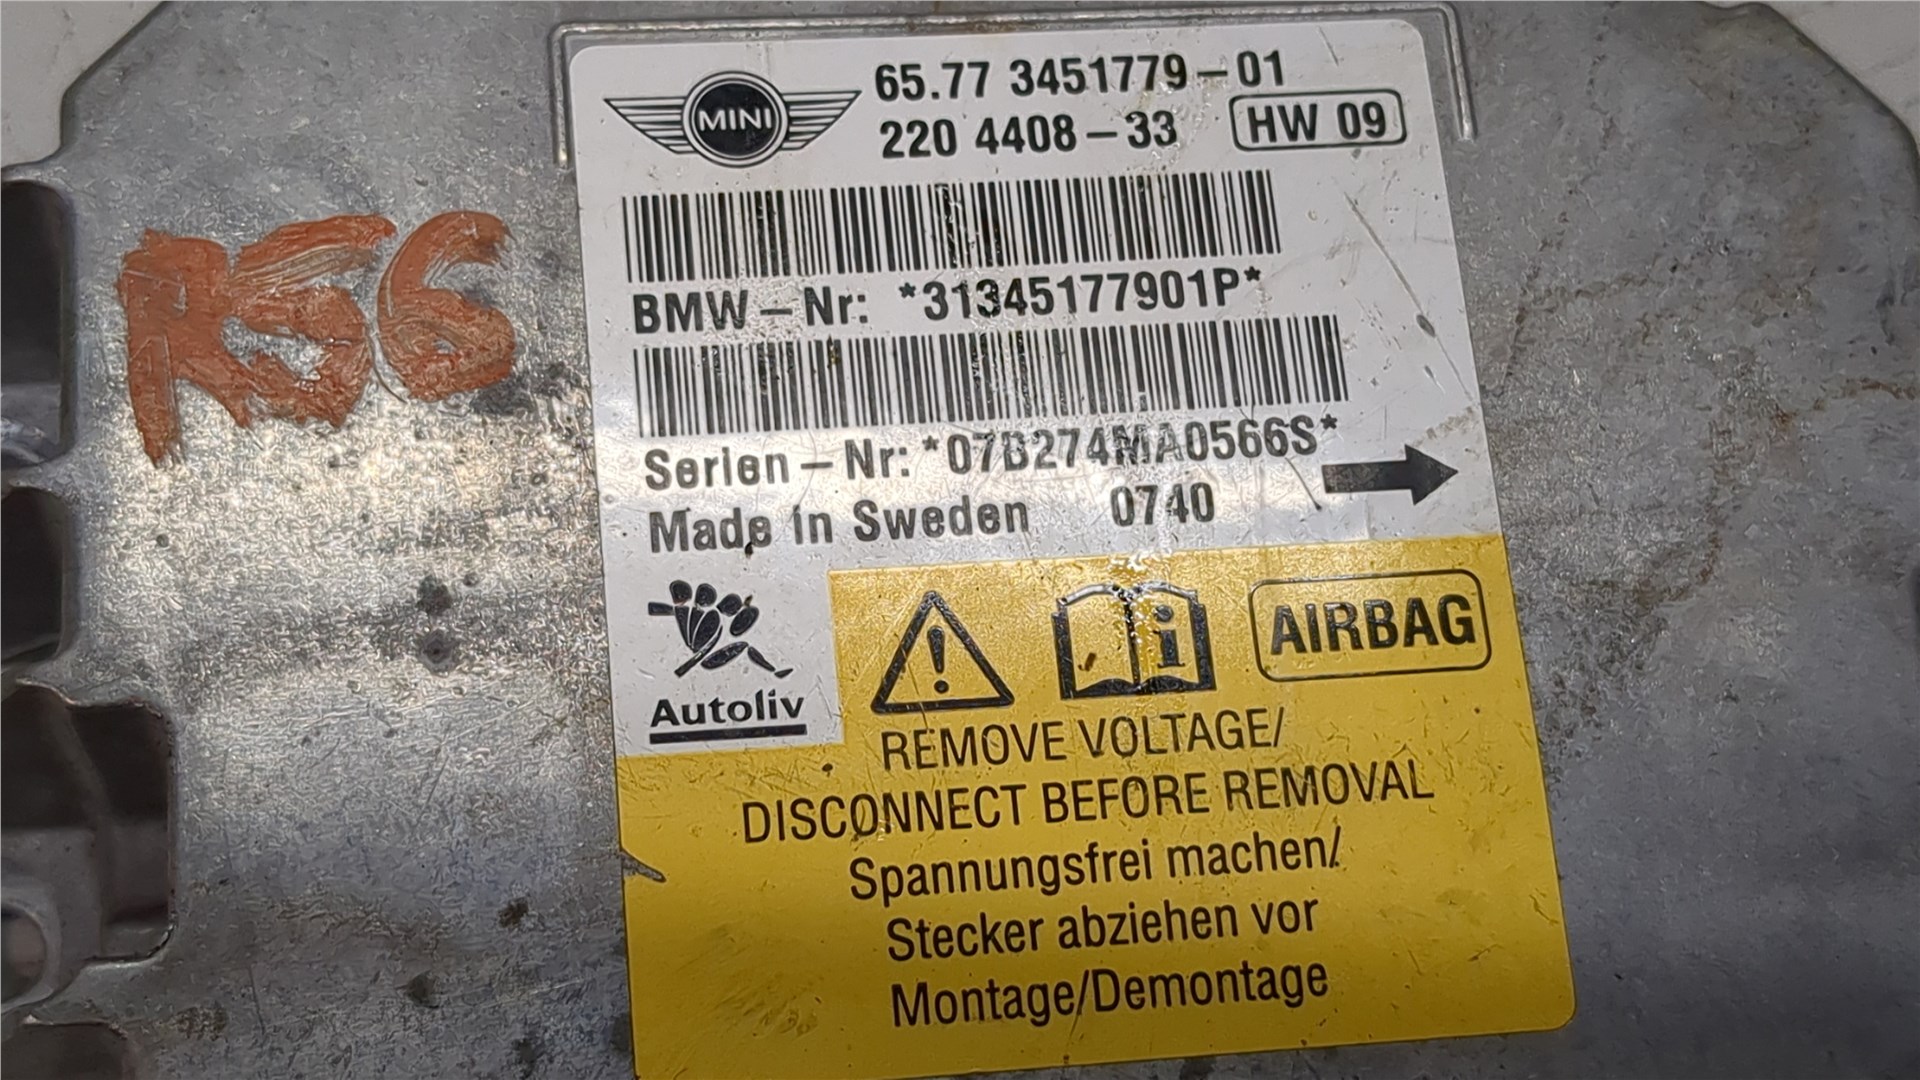 MINI
65.77 3451779-01
220 4408-33 HW 09
R56
BMW-Nr: *31345177901P*
Serien-Nr: *07B274MA0566S*
Made in Sweden 0740
Autoliv
i
AIRBAG
REMOVE VOLTAGE/
DISCONNECT BEFORE REMOVAL
Spannungsfrei machen/
Stecker abziehen vor
Montage/Demontage